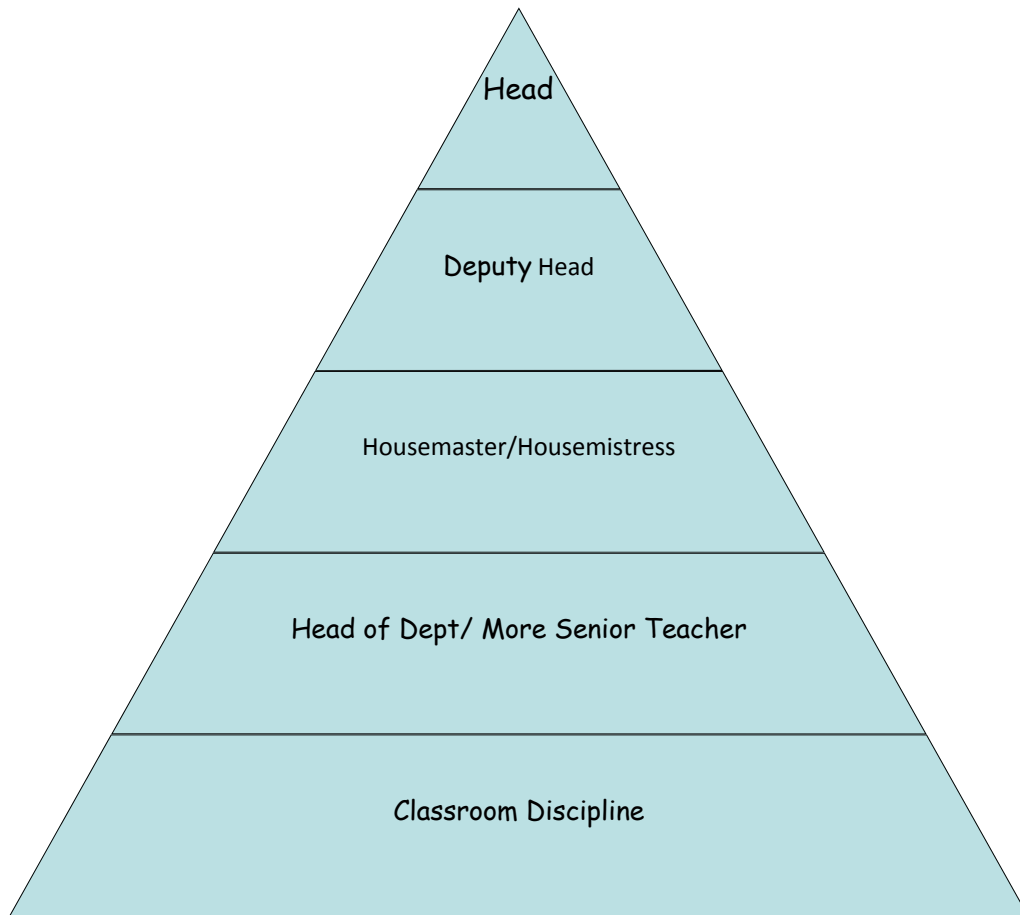 Head
Deputy Head
Housemaster/Housemistress
Head of Dept/ More Senior Teacher
Classroom Discipline